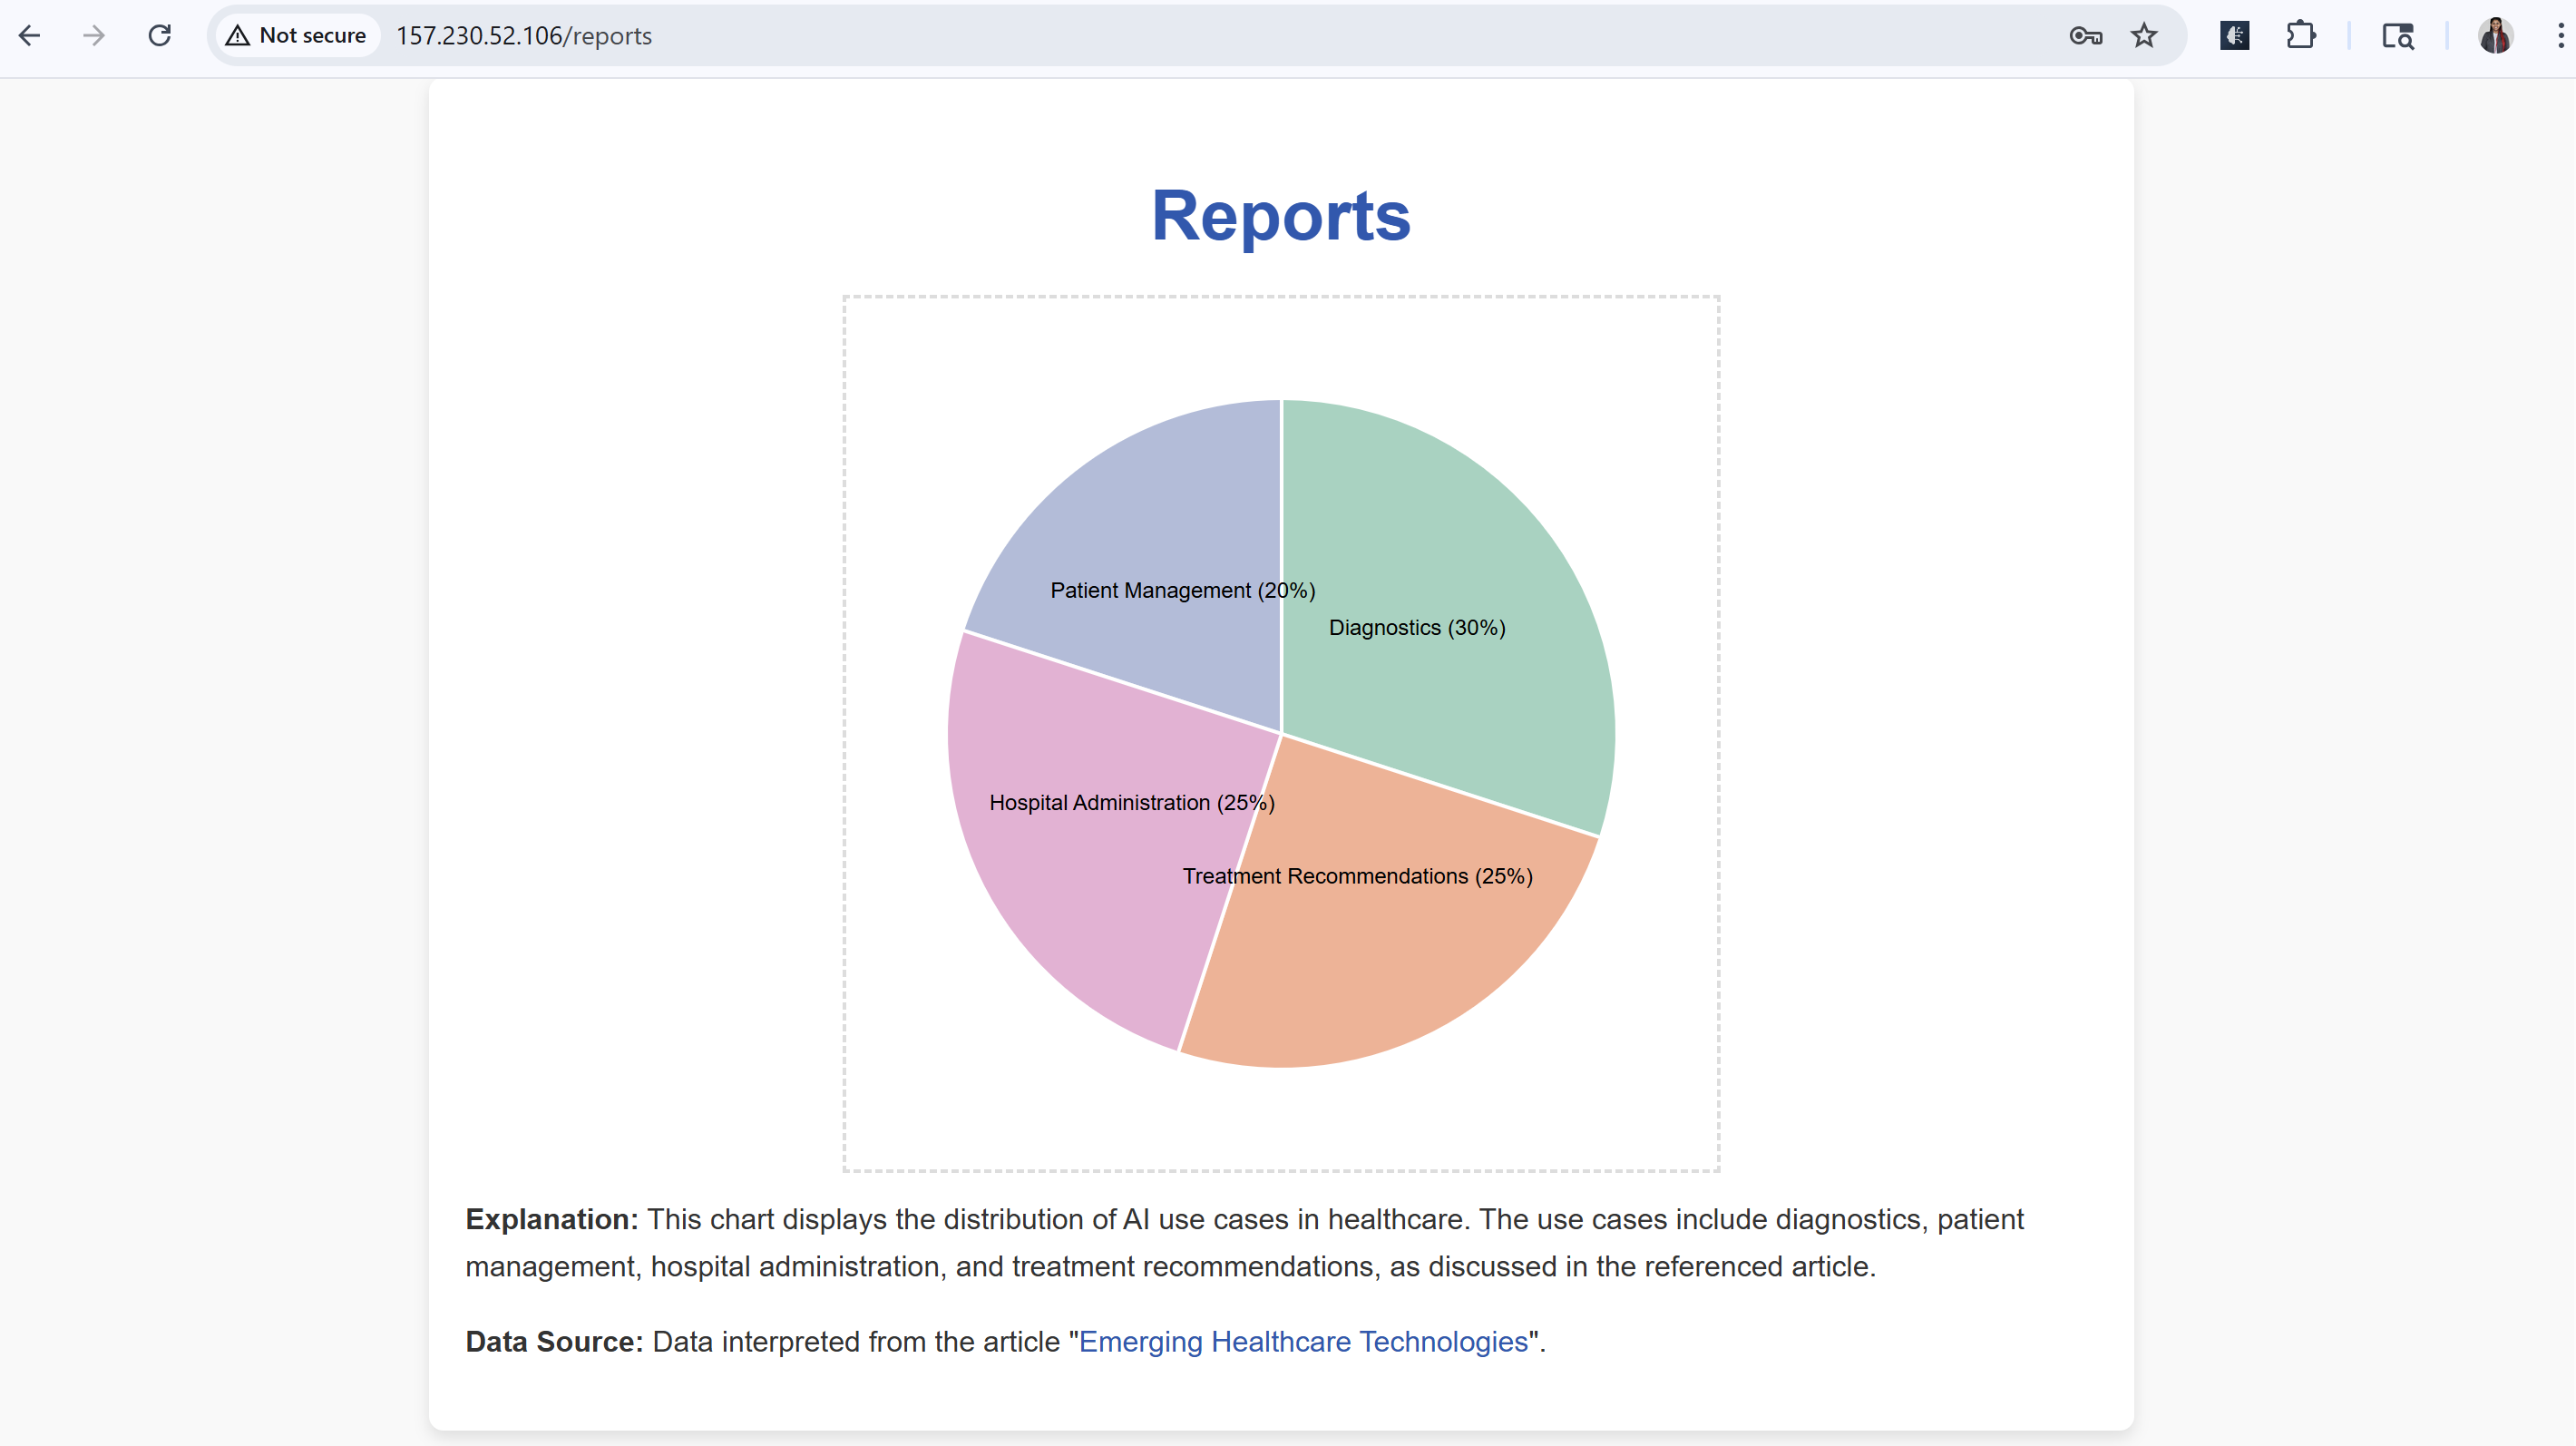 Not secure
157.230.52.106/reports
Reports
Patient Management (20%)
Diagnostics (30%)
Hospital Administration (25%)
Treatment Recommendations (25%)
Explanation: This chart displays the distribution of AI use cases in healthcare. The use cases include diagnostics, patient
management, hospital administration, and treatment recommendations, as discussed in the referenced article.
Data Source: Data interpreted from the article "Emerging Healthcare Technologies".